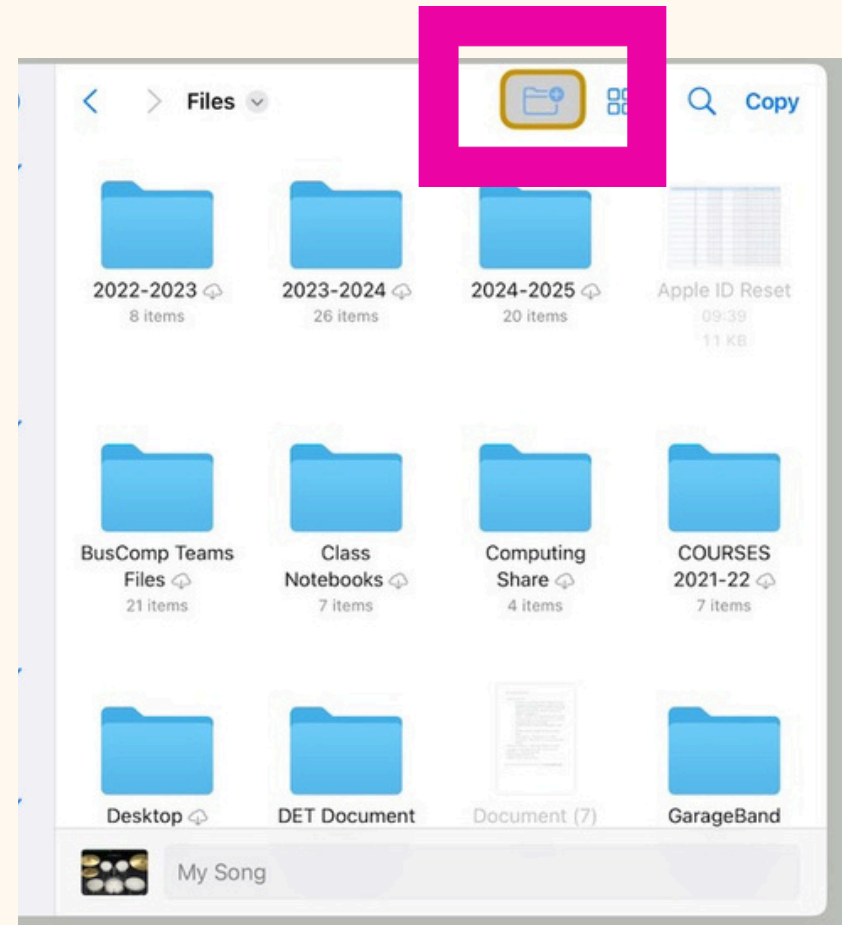 Files
Copy
2022-2023
8 items
2023-2024
26 items
2024-2025
20 items
Apple ID Reset
09:39
11 KB
BusComp Teams
Files
21 items
Class
Notebooks
7 items
Computing
Share
4 items
COURSES
2021-22
7 items
Desktop
DET Document
Document (7)
GarageBand
My Song